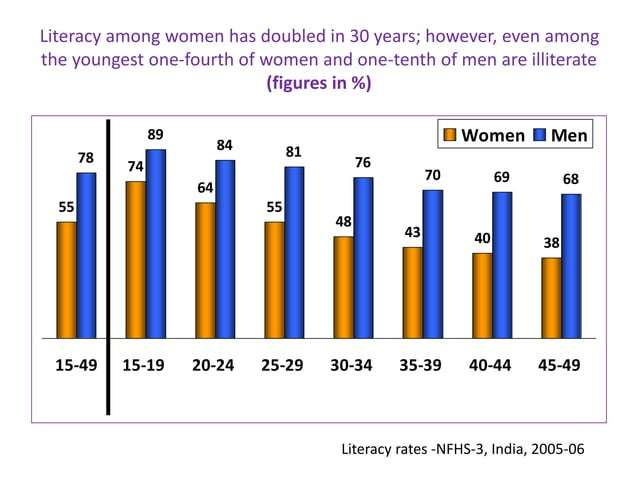 Literacy among women has doubled in 30 years; however, even among
the youngest one-fourth of women and one-tenth of men are illiterate
(figures in %)
Women Men
55 78
74 89
64 84
55 81
48 76
43 70
40 69
38 68
15-49 15-19 20-24 25-29 30-34 35-39 40-44 45-49
Literacy rates -NFHS-3, India, 2005-06